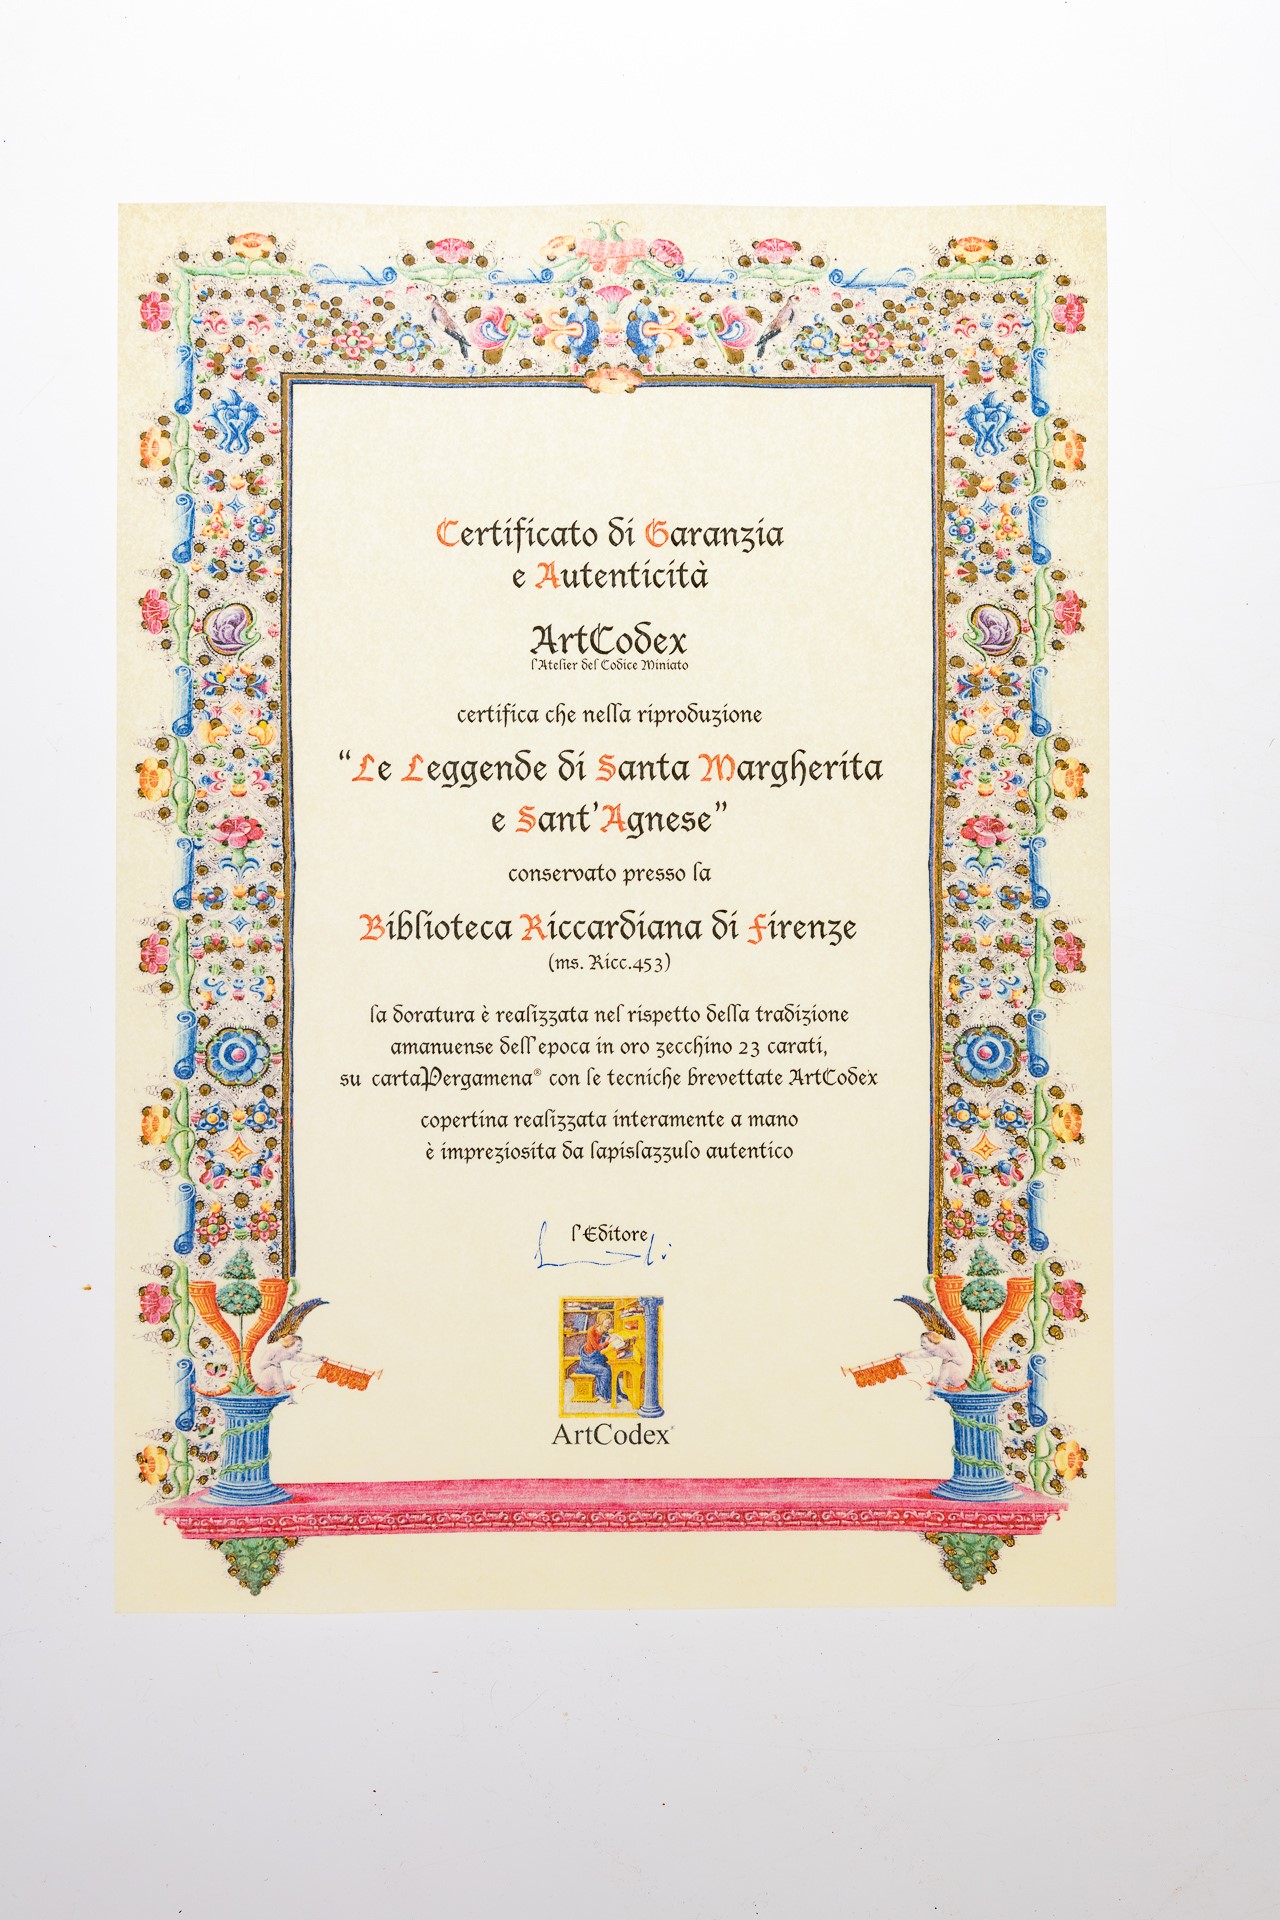 Certificato di Garanzia
e Autenticità
ArtCodex
l'Atelier del Codice Miniato
certifica che nella riproduzione
“Le Leggende di Santa Margherita
e Sant’Agnese”
conservato presso la
Biblioteca Riccardiana di Firenze
(ms. Ricc.453)
la doratura è realizzata nel rispetto della tradizione
amanuense dell'epoca in oro zecchino 23 carati,
su cartaPergamena® con le tecniche brevettate ArtCodex
copertina realizzata interamente a mano
è impreziosita da lapislazzulo autentico
l'Editore
ArtCodex®